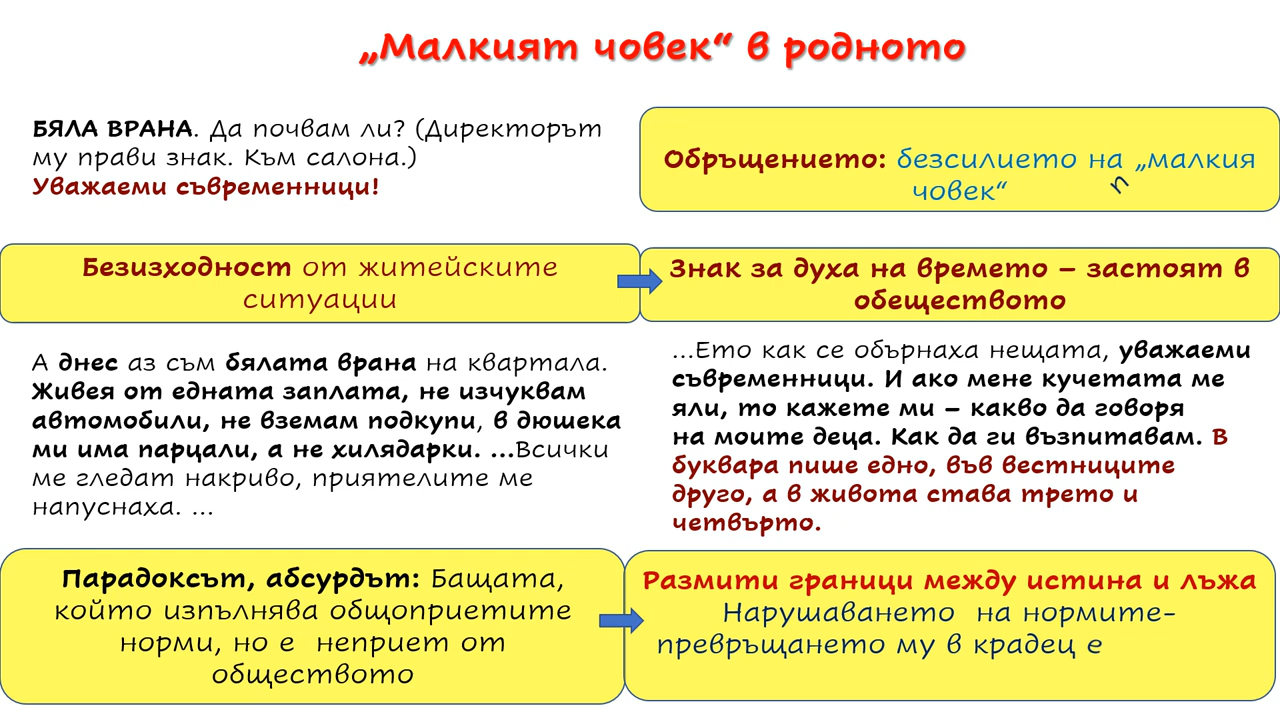 „Малкият човек“ в родното
БЯЛА ВРАНА. Да почвам ли? (Директорът
му прави знак. Към салона.)
Уважаеми съвременници!
Обръщението: безсилието на „малкия
човек“
п
Безизходност от житейските
ситуации
Знак за духа на времето – застоят в
обеществото
А днес аз съм бялата врана на квартала.
Живея от едната заплата, не изчуквам
автомобили, не вземам подкупи, в дюшека
ми има парцали, а не хилядарки. ...Всички
ме гледат накриво, приятелите ме
напуснаха. ...
...Ето как се обърнаха нещата, уважаеми
съвременници. И ако мене кучетата ме
яли, то кажете ми – какво да говоря
на моите деца. Как да ги възпитавам. В
буквара пише едно, във вестниците
друго, а в живота става трето и
четвърто.
Парадоксът, абсурдът: Бащата,
който изпълнява общоприетите
норми, но е неприет от
обществото
Размити граници между истина и лъжа
Нарушаването на нормите-
превръщането му в крадец е